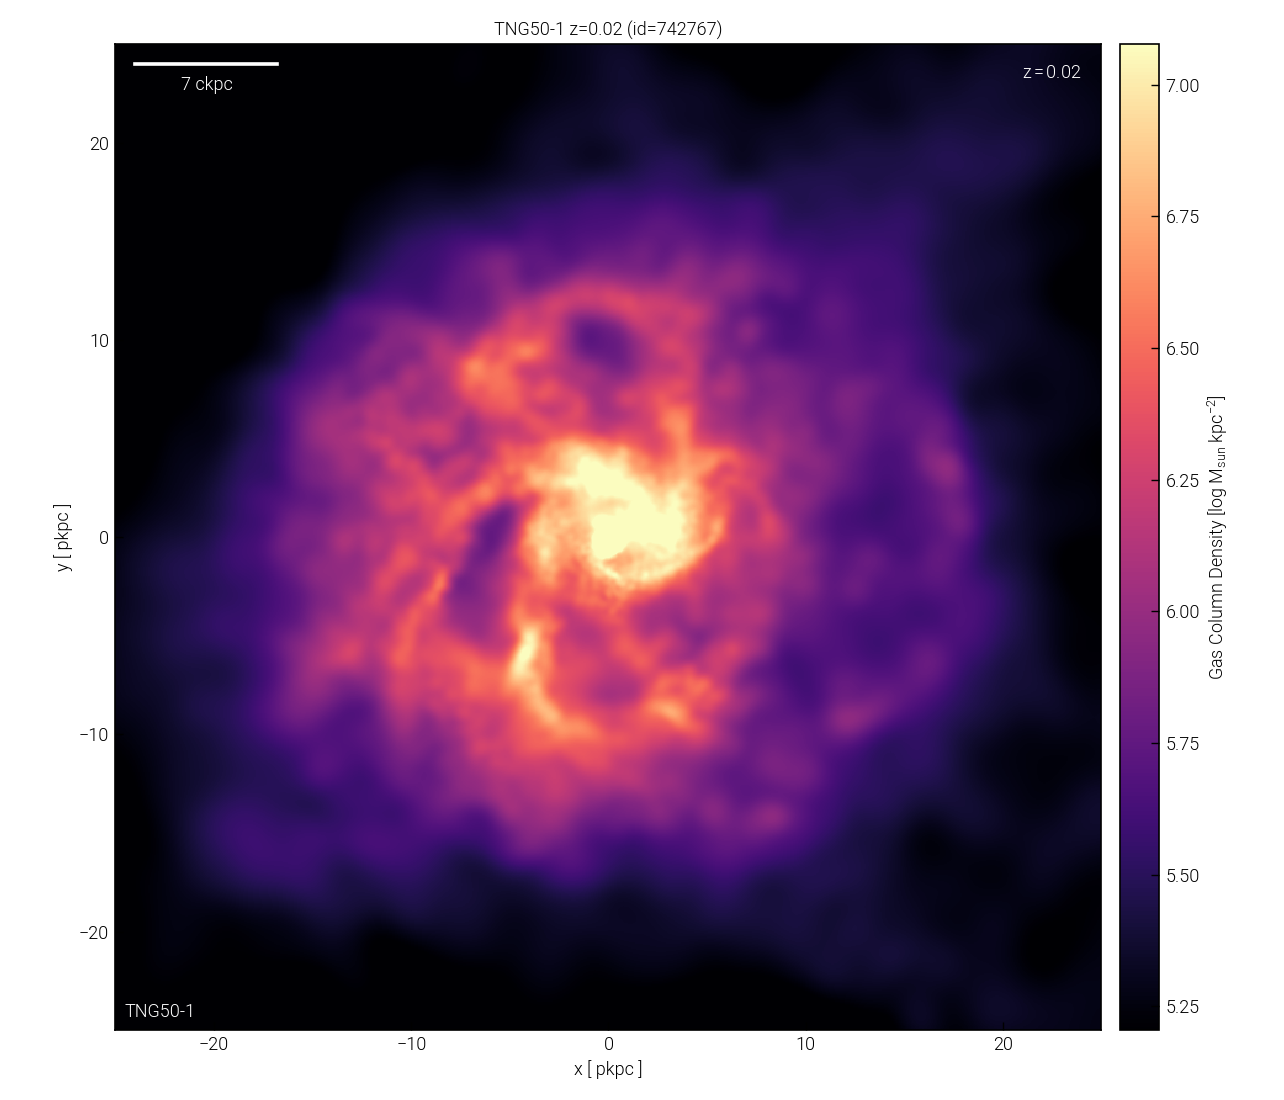 TNG50-1 z=0.02 (id=742767)
7 ckpc
z=0.02
20
10
0
−10
−20
y [ pkpc ]
TNG50-1
−20
−10
0
10
20
x [ pkpc ]
7.00
6.75
6.50
6.25
6.00
5.75
5.50
5.25
Gas Column Density [log M_sun kpc^−2]